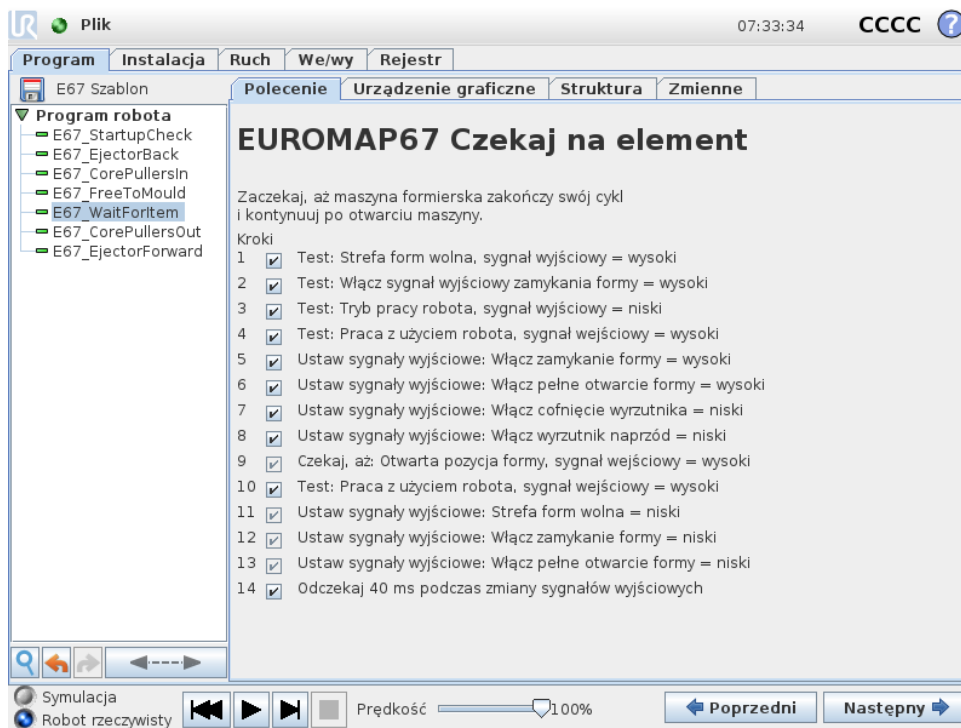 UR Plik 07:33:34 CCCC ?
Program Instalacja Ruch We/wy Rejestr
E67 Szablon
Polecenie Urządzenie graficzne Struktura Zmienne
Program robota
E67_StartupCheck
E67_EjectorBack
E67_CorePullersIn
E67_FreeToMould
E67_WaitForItem
E67_CorePullersOut
E67_EjectorForward
EUROMAP67 Czekaj na element
Zaczekaj, aż maszyna formierska zakończy swój cykl
i kontynuuj po otwarciu maszyny.
Kroki
1 Test: Strefa form wolna, sygnał wyjściowy = wysoki
2 Test: Włącz sygnał wyjściowy zamykania formy = wysoki
3 Test: Tryb pracy robota, sygnał wyjściowy = niski
4 Test: Praca z użyciem robota, sygnał wejściowy = wysoki
5 Ustaw sygnały wyjściowe: Włącz zamykanie formy = wysoki
6 Ustaw sygnały wyjściowe: Włącz pełne otwarcie formy = wysoki
7 Ustaw sygnały wyjściowe: Włącz cofnięcie wyrzutnika = niski
8 Ustaw sygnały wyjściowe: Włącz wyrzutnik naprzód = niski
9 Czekaj, aż: Otwarta pozycja formy, sygnał wejściowy = wysoki
10 Test: Praca z użyciem robota, sygnał wejściowy = wysoki
11 Ustaw sygnały wyjściowe: Strefa form wolna = niski
12 Ustaw sygnały wyjściowe: Włącz zamykanie formy = niski
13 Ustaw sygnały wyjściowe: Włącz pełne otwarcie formy = niski
14 Odczekaj 40 ms podczas zmiany sygnałów wyjściowych
Symulacja
Robot rzeczywisty
Prędkość 100%
Poprzedni Następny